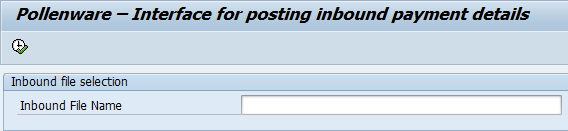 Pollenware – Interface for posting inbound payment details
Inbound file selection
Inbound File Name